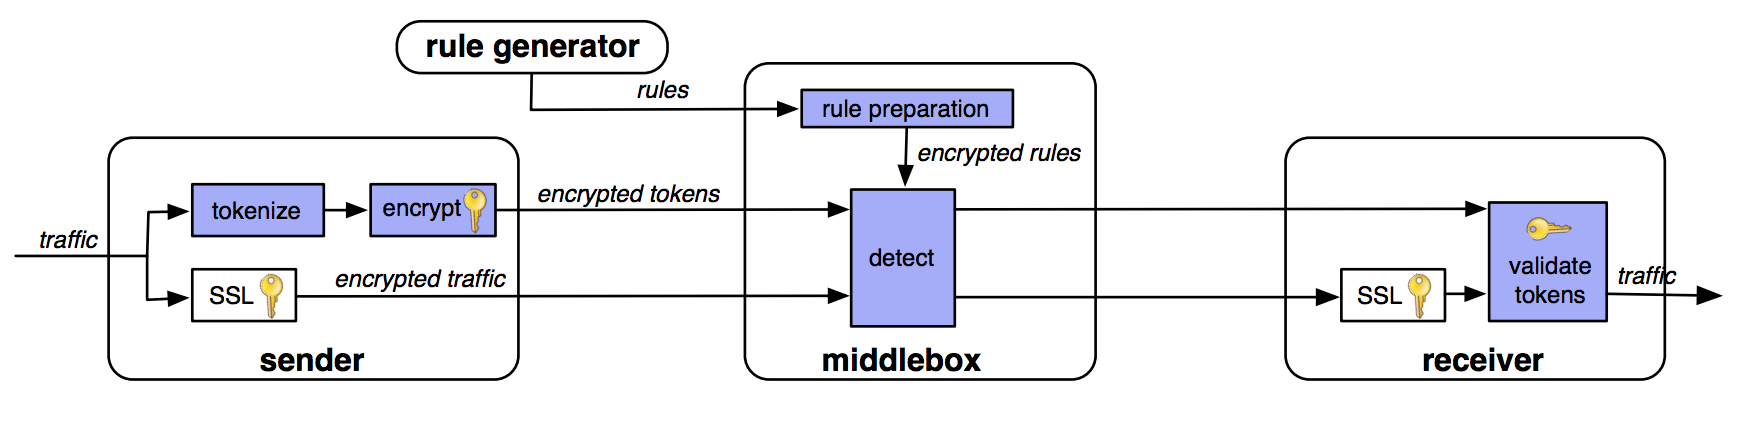 rule generator
rules
rule preparation
encrypted rules
traffic
tokenize
encrypt
encrypted tokens
SSL
encrypted traffic
detect
SSL
validate
tokens
traffic
sender
middlebox
receiver